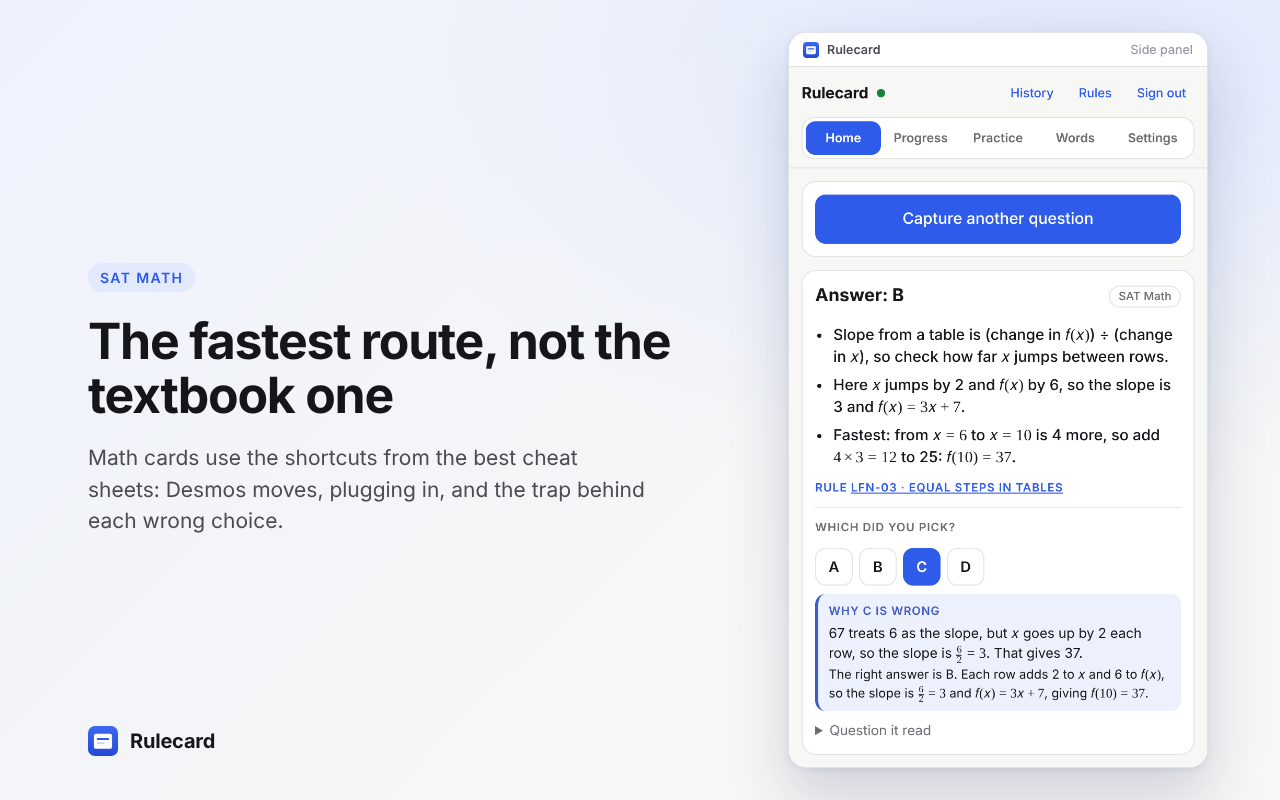 SAT MATH
The fastest route, not the
textbook one
Math cards use the shortcuts from the best cheat
sheets: Desmos moves, plugging in, and the trap behind
each wrong choice.
Rulecard
Rulecard Side panel
Rulecard History Rules Sign out
Home Progress Practice Words Settings
Capture another question
Answer: B SAT Math
• Slope from a table is (change in f(x)) ÷ (change
in x), so check how far x jumps between rows.
• Here x jumps by 2 and f(x) by 6, so the slope is
3 and f(x) = 3x + 7.
• Fastest: from x = 6 to x = 10 is 4 more, so add
4 × 3 = 12 to 25: f(10) = 37.
RULE LFN-03 · EQUAL STEPS IN TABLES
WHICH DID YOU PICK?
A B C D
WHY C IS WRONG
67 treats 6 as the slope, but x goes up by 2 each
row, so the slope is 6/2 = 3. That gives 37.
The right answer is B. Each row adds 2 to x and 6 to f(x),
so the slope is 6/2 = 3 and f(x) = 3x + 7, giving f(10) = 37.
▶ Question it read